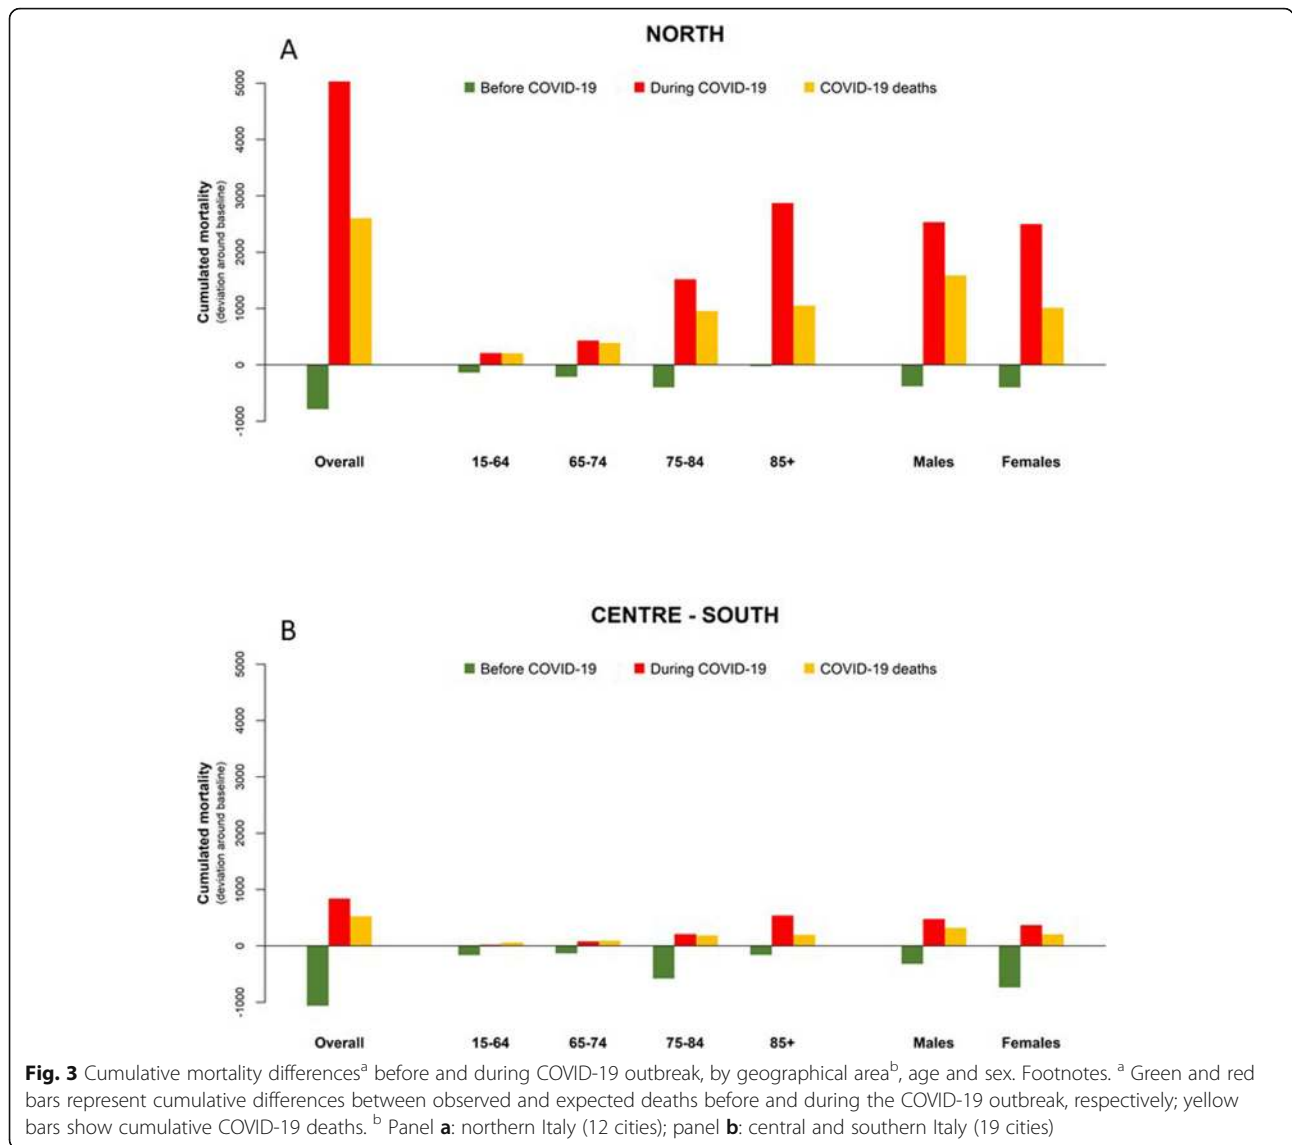 A
NORTH
Before COVID-19 During COVID-19 COVID-19 deaths
Cumulated mortality
(deviation around baseline)
5000
4000
3000
2000
1000
0
-1000
Overall 15-64 65-74 75-84 85+ Males Females
B
CENTRE - SOUTH
Before COVID-19 During COVID-19 COVID-19 deaths
Cumulated mortality
(deviation around baseline)
5000
4000
3000
2000
1000
0
-1000
Overall 15-64 65-74 75-84 85+ Males Females
Fig. 3 Cumulative mortality differencesᵃ before and during COVID-19 outbreak, by geographical areaᵇ, age and sex. Footnotes. ᵃ Green and red
bars represent cumulative differences between observed and expected deaths before and during the COVID-19 outbreak, respectively; yellow
bars show cumulative COVID-19 deaths. ᵇ Panel a: northern Italy (12 cities); panel b: central and southern Italy (19 cities)